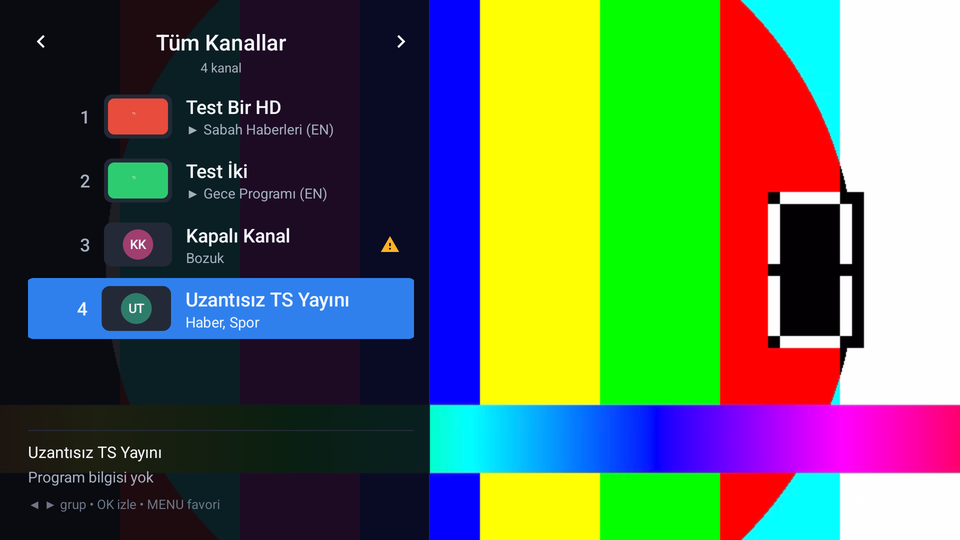 Tüm Kanallar
4 kanal
1
Test Bir HD
► Sabah Haberleri (EN)
2
Test İki
► Gece Programı (EN)
3
KK
Kapalı Kanal
Bozuk
4
UT
Uzantısız TS Yayını
Haber, Spor
Uzantısız TS Yayını
Program bilgisi yok
◄ ► grup • OK izle • MENU favori